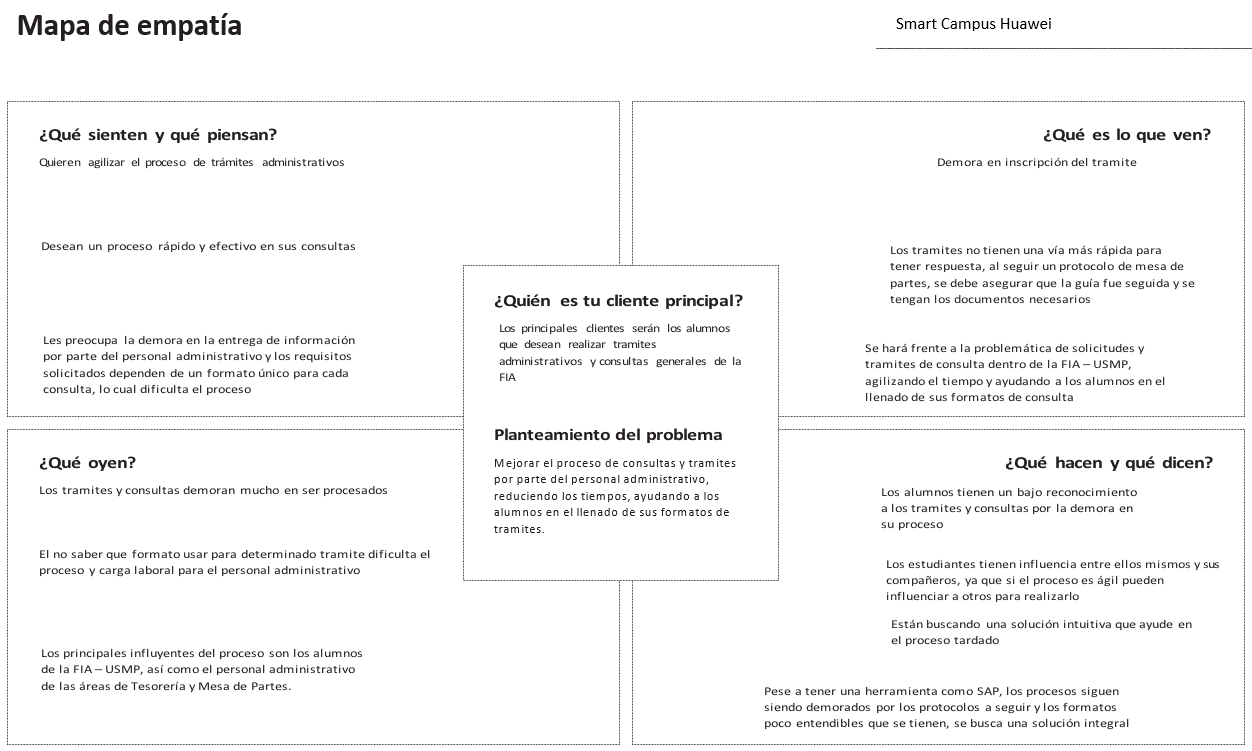 Mapa de empatía
Smart Campus Huawei
¿Qué sienten y qué piensan?
Quieren agilizar el proceso de trámites administrativos
Desean un proceso rápido y efectivo en sus consultas
Les preocupa la demora en la entrega de información
por parte del personal administrativo y los requisitos
solicitados dependen de un formato único para cada
consulta, lo cual dificulta el proceso
¿Qué es lo que ven?
Demora en inscripción del tramite
Los tramites no tienen una vía más rápida para
tener respuesta, al seguir un protocolo de mesa de
partes, se debe asegurar que la guía fue seguida y se
tengan los documentos necesarios
Se hará frente a la problemática de solicitudes y
tramites de consulta dentro de la FIA – USMP,
agilizando el tiempo y ayudando a los alumnos en el
llenado de sus formatos de consulta
¿Quién es tu cliente principal?
Los principales clientes serán los alumnos
que desean realizar tramites
administrativos y consultas generales de la
FIA
Planteamiento del problema
Mejorar el proceso de consultas y tramites
por parte del personal administrativo,
reduciendo los tiempos, ayudando a los
alumnos en el llenado de sus formatos de
tramites.
¿Qué oyen?
Los tramites y consultas demoran mucho en ser procesados
El no saber que formato usar para determinado tramite dificulta el
proceso y carga laboral para el personal administrativo
Los principales influyentes del proceso son los alumnos
de la FIA – USMP, así como el personal administrativo
de las áreas de Tesorería y Mesa de Partes.
¿Qué hacen y qué dicen?
Los alumnos tienen un bajo reconocimiento
a los tramites y consultas por la demora en
su proceso
Los estudiantes tienen influencia entre ellos mismos y sus
compañeros, ya que si el proceso es ágil pueden
influenciar a otros para realizarlo
Están buscando una solución intuitiva que ayude en
el proceso tardado
Pese a tener una herramienta como SAP, los procesos siguen
siendo demorados por los protocolos a seguir y los formatos
poco entendibles que se tienen, se busca una solución integral